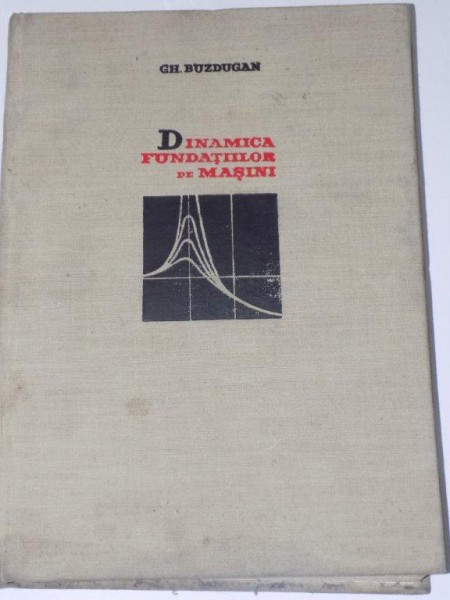 GH. BUZDUGAN
DINAMICA
FUNDAȚIILOR
DE MAȘINI